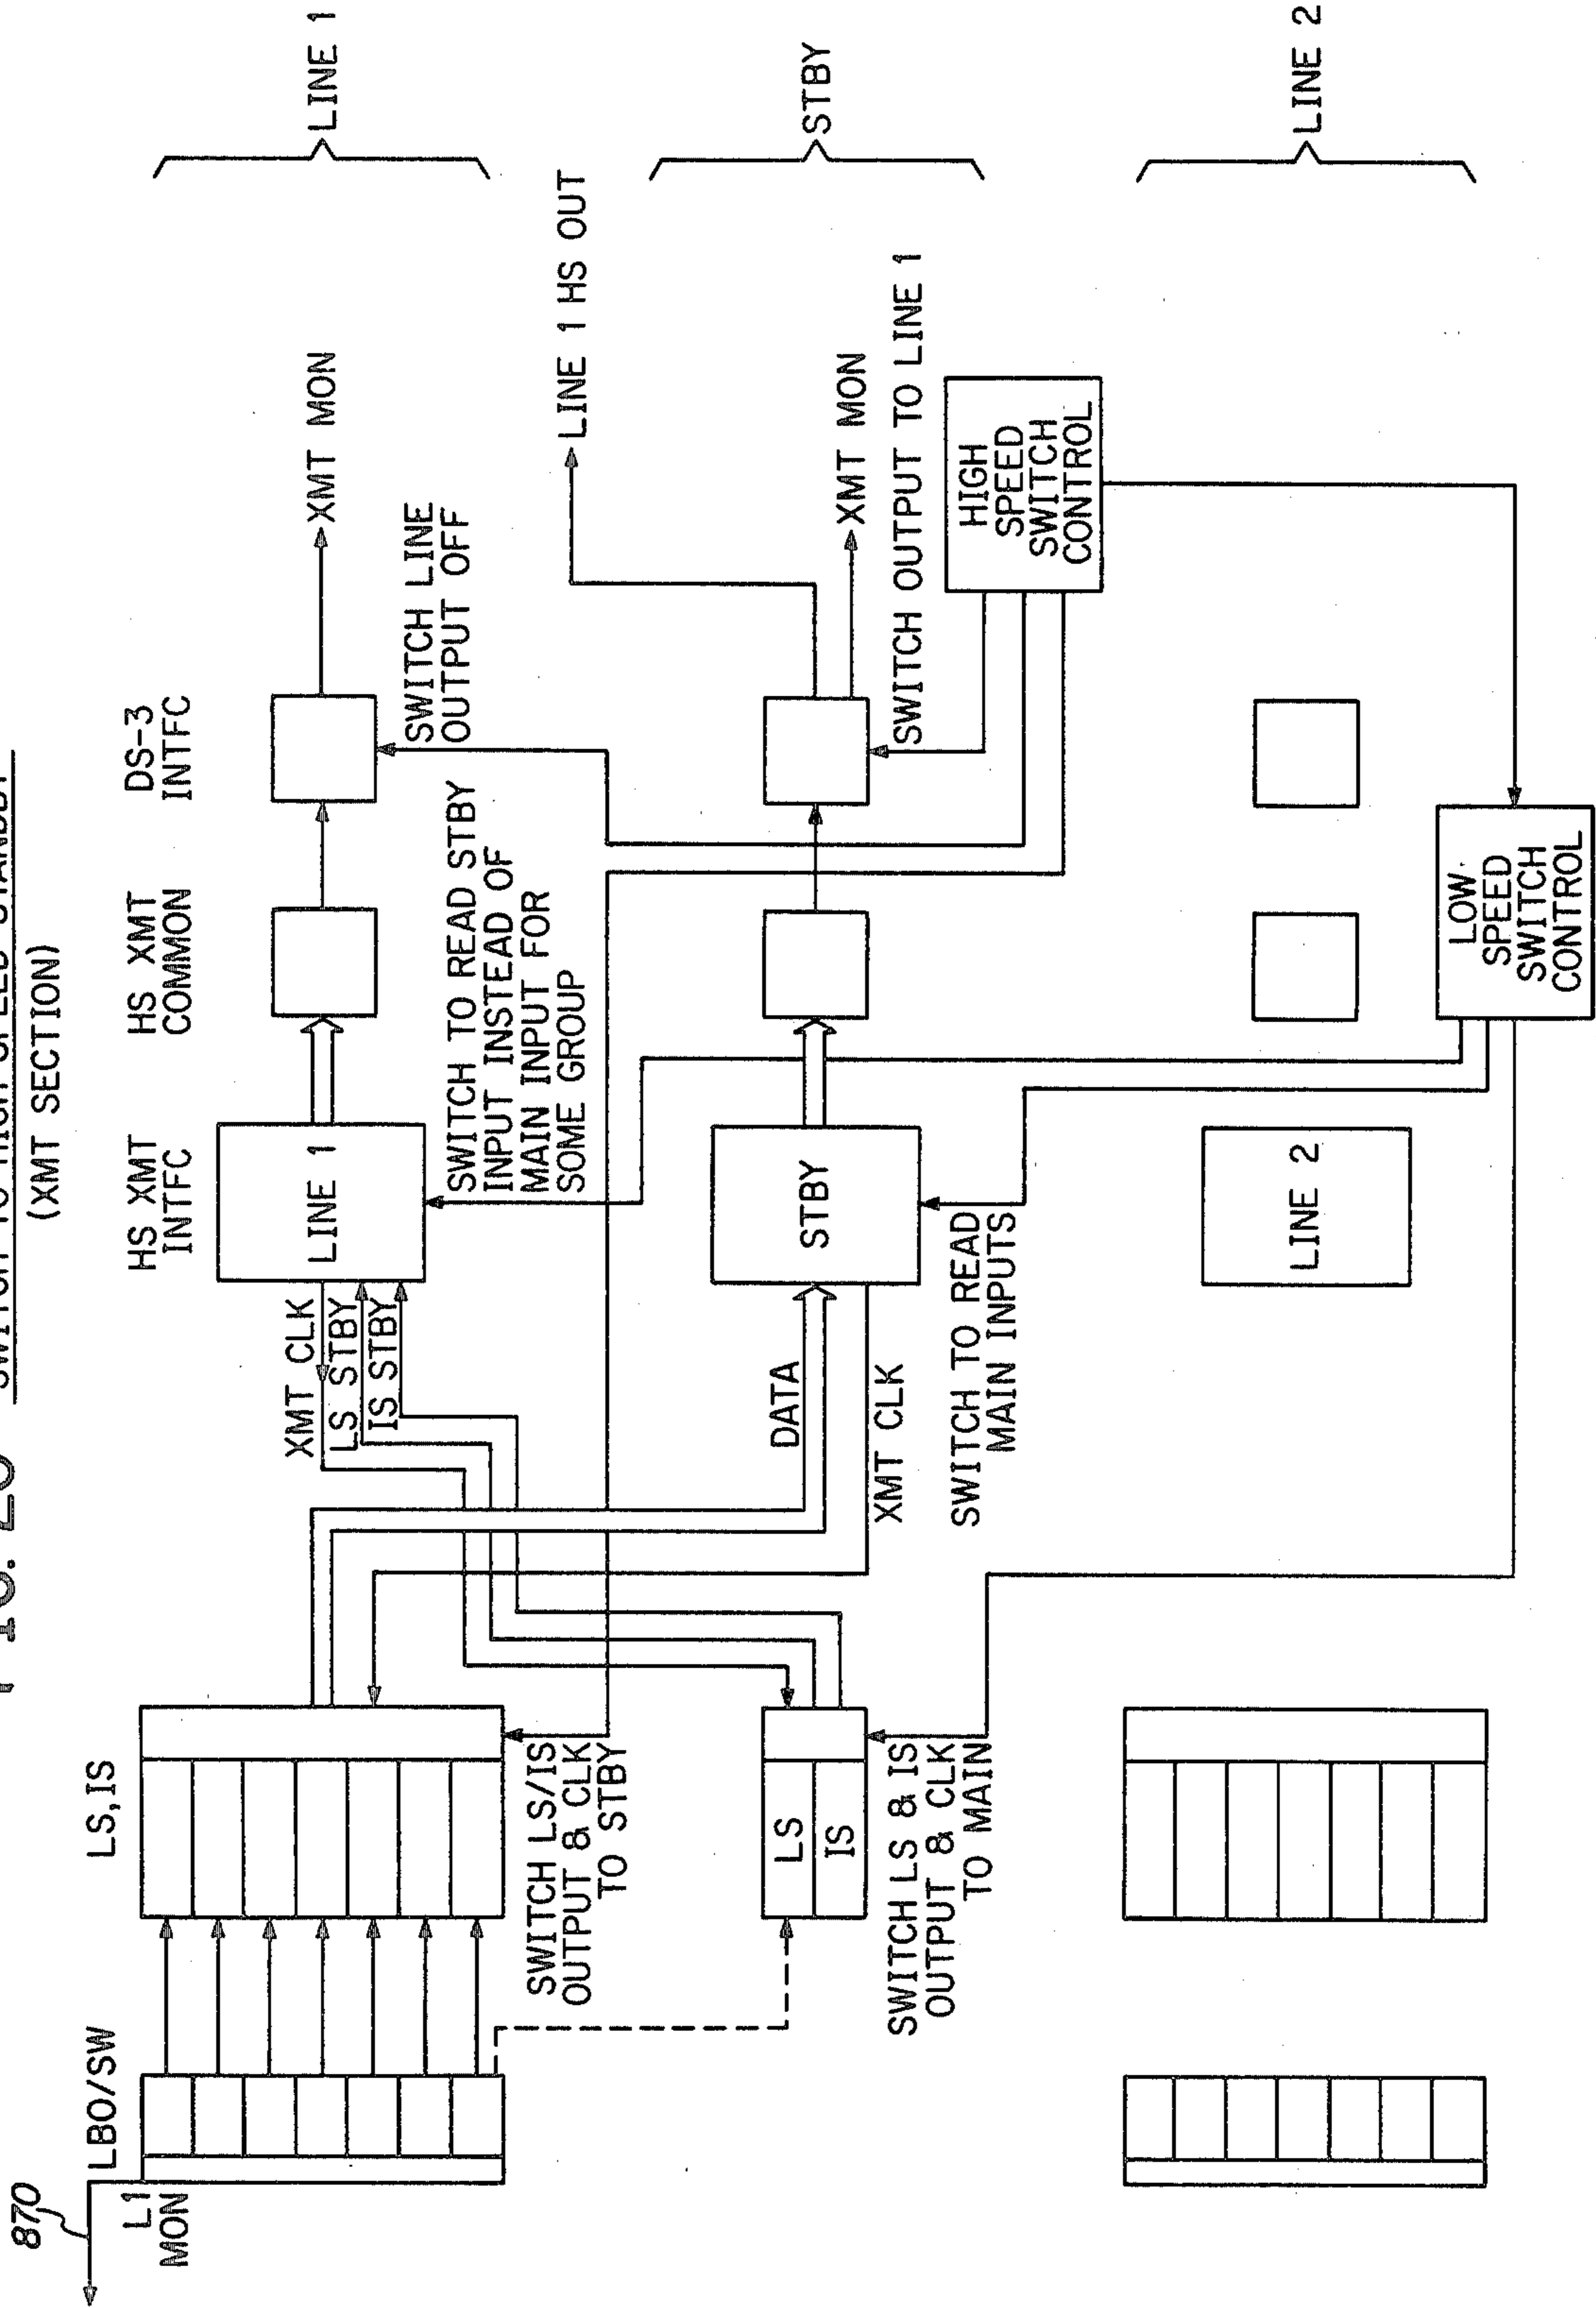 SWITCH TO HIGH SPEED STANDBY
(XMT SECTION)
870
L1
MON
LBO/SW
LS,IS
HS XMT
INTFC
HS XMT
COMMON
DS-3
INTFC
LINE 1
XMT MON
XMT CLK
LS STBY
IS STBY
LINE 1
SWITCH LINE
OUTPUT OFF
SWITCH TO READ STBY
INPUT INSTEAD OF
MAIN INPUT FOR
SOME GROUP
LINE 1 HS OUT
SWITCH LS/IS
OUTPUT & CLK
TO STBY
LS
IS
DATA
XMT CLK
STBY
XMT MON
STBY
SWITCH OUTPUT TO LINE 1
SWITCH LS & IS
OUTPUT & CLK
TO MAIN
SWITCH TO READ
MAIN INPUTS
HIGH
SPEED
SWITCH
CONTROL
LINE 2
LINE 2
LOW
SPEED
SWITCH
CONTROL